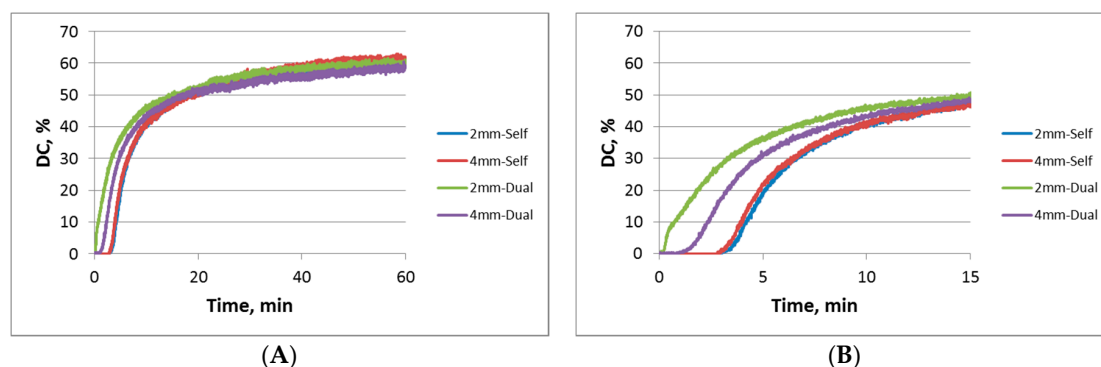 70
60
50
40
30
20
10
0
DC, %
0 20 40 60
Time, min
2mm-Self
4mm-Self
2mm-Dual
4mm-Dual
(A)
70
60
50
40
30
20
10
0
DC, %
0 5 10 15
Time, min
2mm-Self
4mm-Self
2mm-Dual
4mm-Dual
(B)